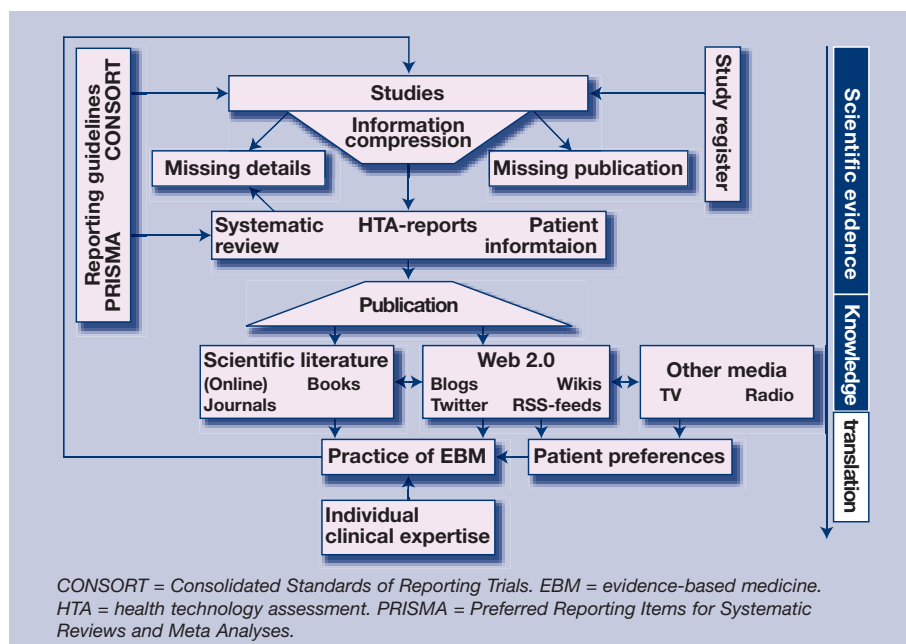 Reporting guidelines
PRISMA CONSORT
Studies
Information
compression
Missing details
Missing publication
Study register
Systematic HTA-reports Patient
review informtaion
Publication
Scientific literature
(Online) Books
Journals
Web 2.0
Blogs Wikis
Twitter RSS-feeds
Other media
TV Radio
Practice of EBM
Patient preferences
Individual
clinical expertise
Scientific evidence
Knowledge
translation
CONSORT = Consolidated Standards of Reporting Trials. EBM = evidence-based medicine.
HTA = health technology assessment. PRISMA = Preferred Reporting Items for Systematic
Reviews and Meta Analyses.